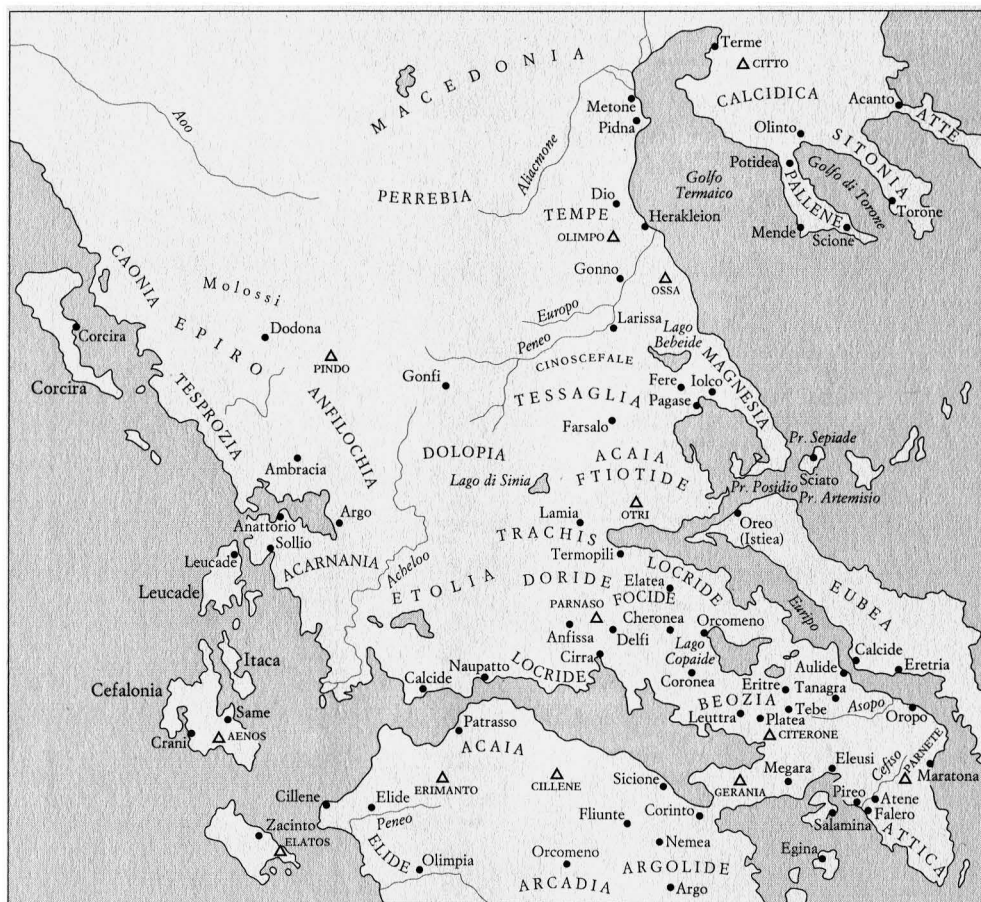 Terme
CITTO
MACEDONIA
CALCIDICA
Metone
Acanto
ATTE
Aoo
Pidna
Olinto
SITONIA
Aliacmone
Potidea
Golfo di Torone
PERREBIA
Golfo
Termaico
PALLENE
Dio
Torone
TEMPE
Herakleion
Mende
Scione
OLIMPO
CAONIA
Molossi
Gonno
OSSA
EPIRO
Europo
Corcira
Dodona
Peneo
Larissa
Lago
Bebeide
PINDO
CINOSCEFALE
MAGNESIA
Corcira
TESPROZIA
Gonfi
Fere
Iolco
ANFILOCHIA
TESSAGLIA
Pagase
Farsalo
Pr. Sepiade
DOLOPIA
ACAIA
FTIOTIDE
Ambracia
Sciato
Lago di Sinia
Pr. Posidio
Pr. Artemisio
OTRI
Anattorio
Argo
Lamia
Oreo
(Istiea)
TRACHIS
Sollio
Leucade
ACARNANIA
Termopili
Acheloo
Leucade
ETOLIA
DORIDE
LOCRIDE
Elatea
EUBEA
PARNASO
FOCIDE
Euripo
Cheronea
Orcomeno
Anfissa
Delfi
Lago
Copaide
Itaca
Cirra
Calcide
Naupatto
LOCRIDE
Aulide
Eretria
Cefalonia
Calcide
Coronea
Eritre
Tanagra
BEOZIA
Same
Leuttra
Tebe
Asopo
Oropo
Platea
Crani
AENOS
Patrasso
CITERONE
ACAIA
Eleusi
Cefiso
PARNETE
Maratona
ERIMANTO
CILLENE
Sicione
GERANIA
Megara
Cillene
Elide
Pireo
Atene
Peneo
Corinto
Salamina
Falero
Fliunte
Zacinto
ELATOS
ELIDE
Nemea
Egina
ATTICA
Olimpia
Orcomeno
ARGOLIDE
ARCADIA
Argo